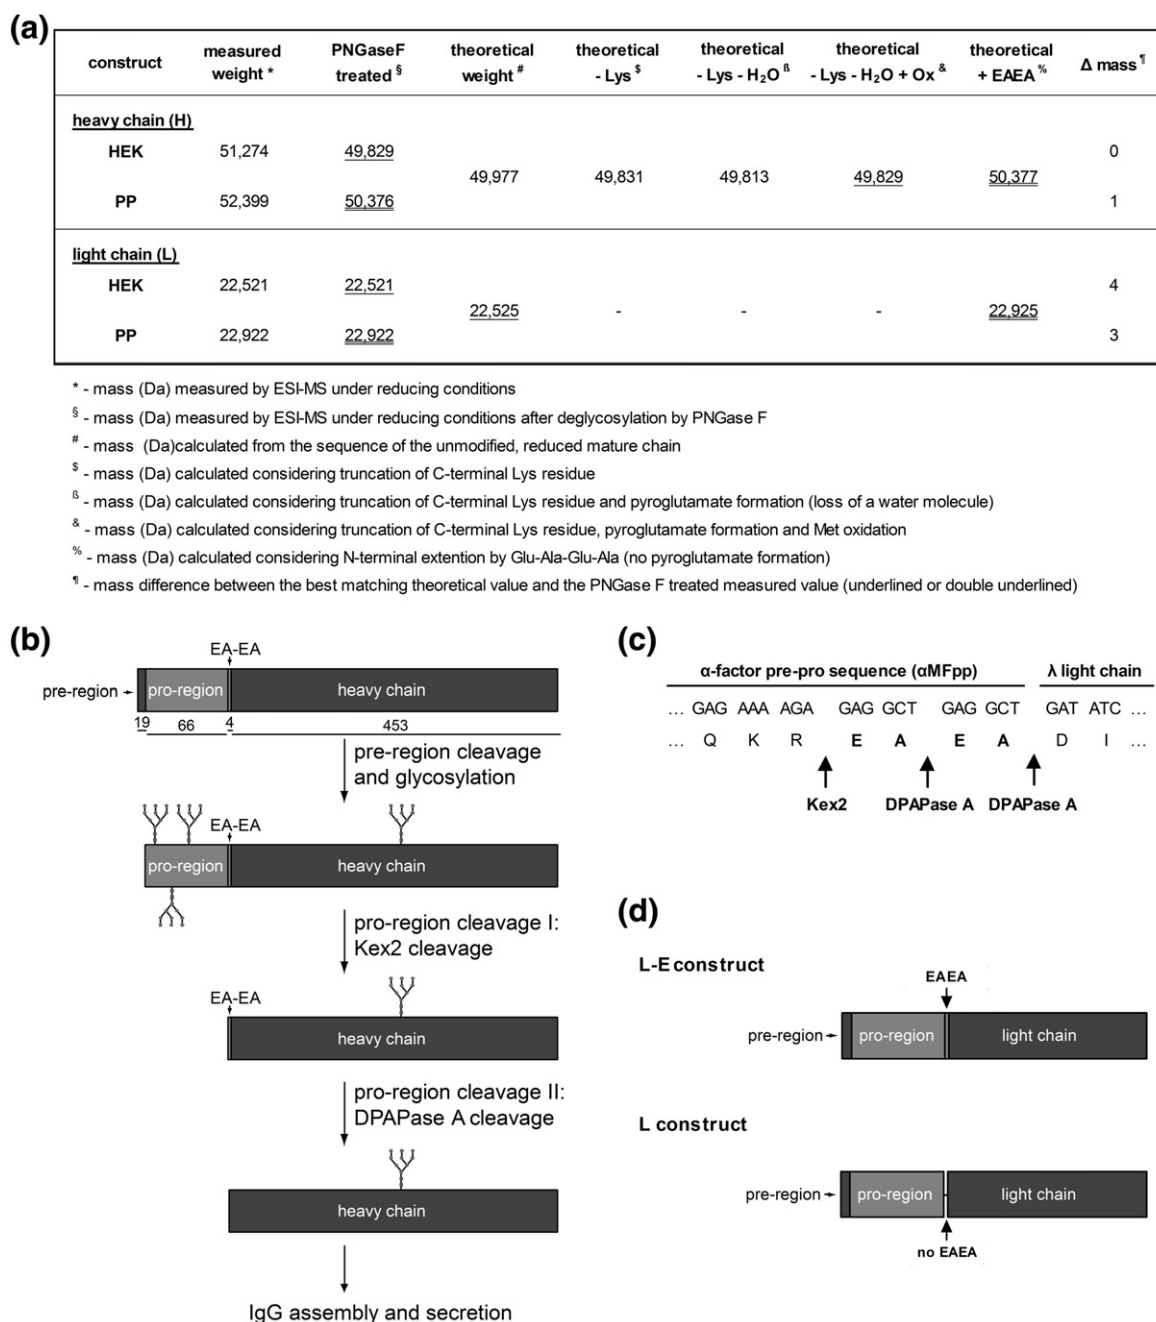 (a)
construct measured weight * PNGaseF treated § theoretical weight # theoretical - Lys $ theoretical - Lys - H2O ß theoretical - Lys - H2O + Ox & theoretical + EAEA % Δ mass ¶
heavy chain (H)
HEK 51,274 49,829 0
49,977 49,831 49,813 49,829 50,377
PP 52,399 50,376 1
light chain (L)
HEK 22,521 22,521 4
22,525 - - - 22,925
PP 22,922 22,922 3
* - mass (Da) measured by ESI-MS under reducing conditions
§ - mass (Da) measured by ESI-MS under reducing conditions after deglycosylation by PNGase F
# - mass (Da)calculated from the sequence of the unmodified, reduced mature chain
$ - mass (Da) calculated considering truncation of C-terminal Lys residue
ß - mass (Da) calculated considering truncation of C-terminal Lys residue and pyroglutamate formation (loss of a water molecule)
& - mass (Da) calculated considering truncation of C-terminal Lys residue, pyroglutamate formation and Met oxidation
% - mass (Da) calculated considering N-terminal extention by Glu-Ala-Glu-Ala (no pyroglutamate formation)
¶ - mass difference between the best matching theoretical value and the PNGase F treated measured value (underlined or double underlined)
(b)
EA-EA
pre-region
pro-region
heavy chain
19 66 4 453
pre-region cleavage
and glycosylation
EA-EA
pro-region
heavy chain
pro-region cleavage I:
Kex2 cleavage
EA-EA
heavy chain
pro-region cleavage II:
DPAPase A cleavage
heavy chain
IgG assembly and secretion
(c)
α-factor pre-pro sequence (αMFpp) λ light chain
... GAG AAA AGA GAG GCT GAG GCT GAT ATC ...
... Q K R E A E A D I ...
Kex2 DPAPase A DPAPase A
(d)
L-E construct
EAEA
pre-region
pro-region
light chain
L construct
pre-region
pro-region
light chain
no EAEA